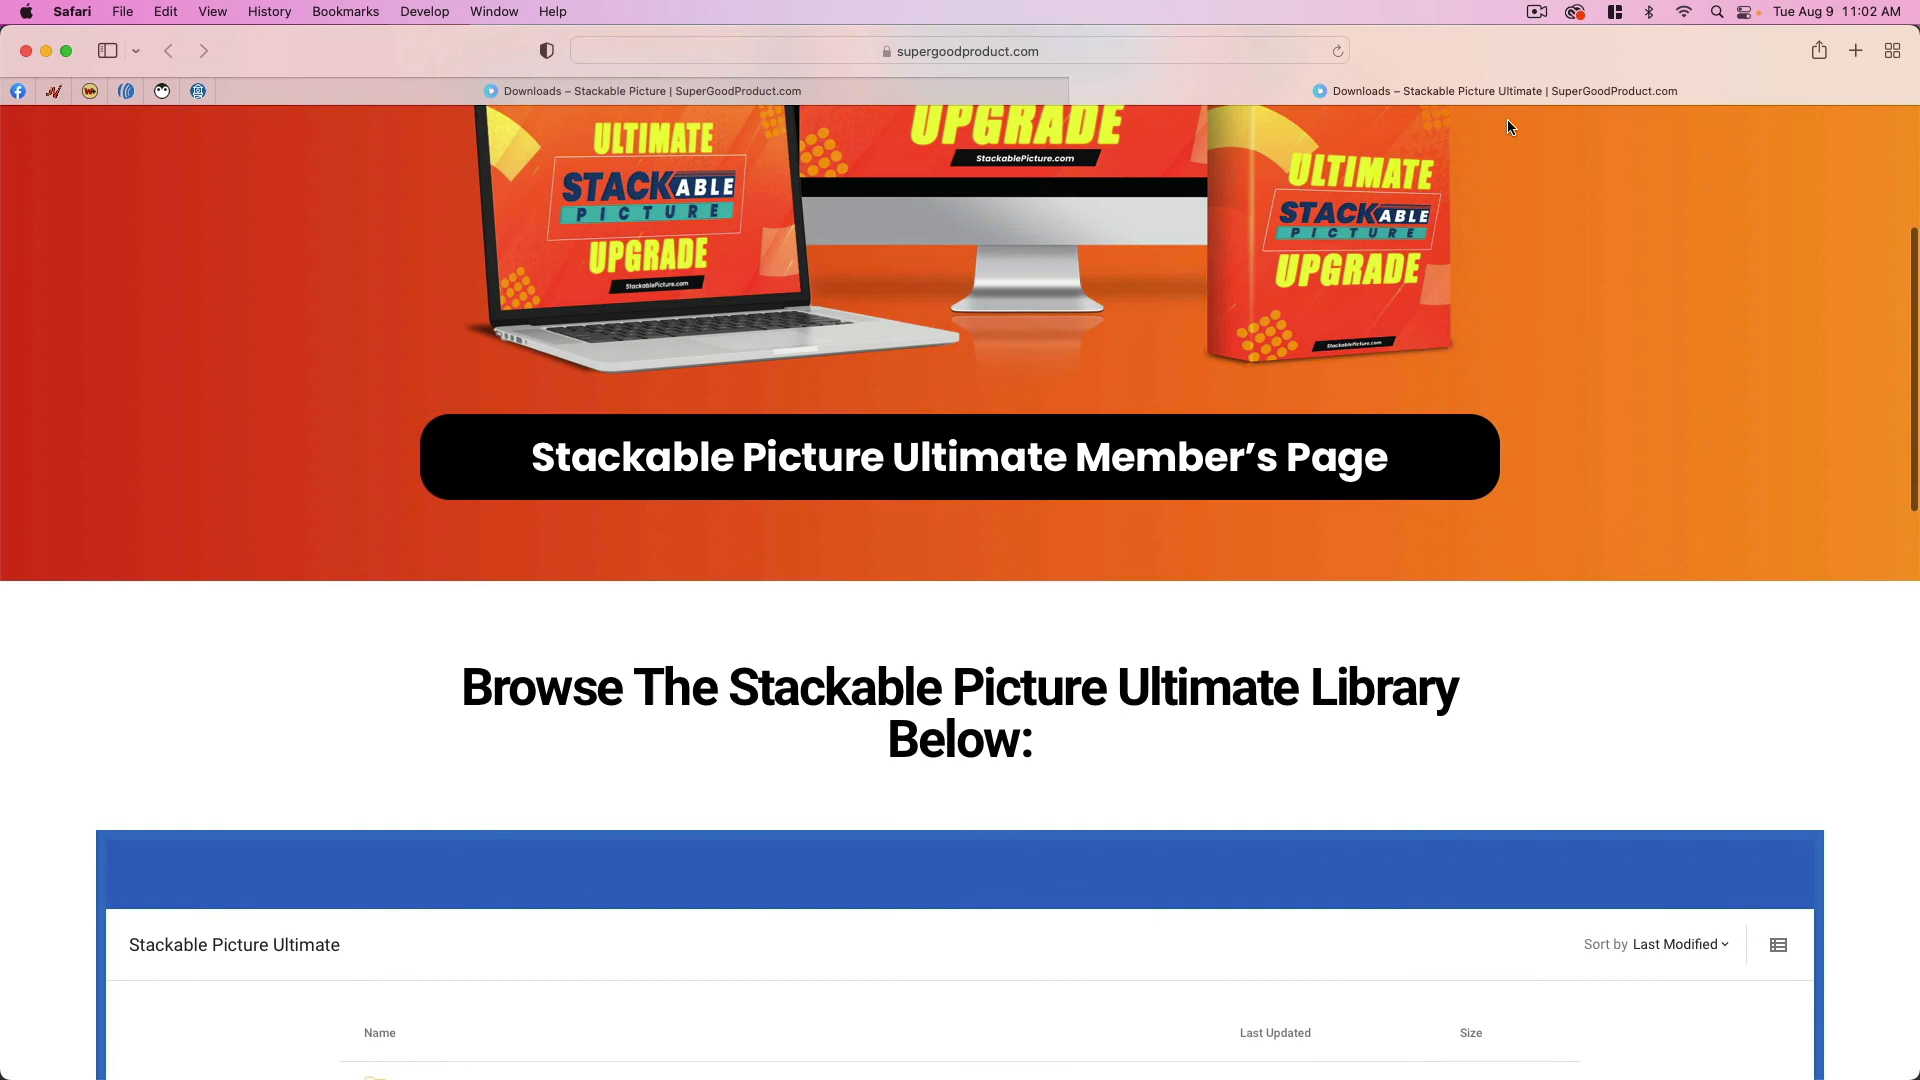 Safari File Edit View History Bookmarks Develop Window Help Tue Aug 9 11:02 AM
supergoodproduct.com
Downloads – Stackable Picture | SuperGoodProduct.com
Downloads – Stackable Picture Ultimate | SuperGoodProduct.com
ULTIMATE
STACKABLE
PICTURE
UPGRADE
StackablePicture.com
UPGRADE
StackablePicture.com
ULTIMATE
STACKABLE
PICTURE
UPGRADE
StackablePicture.com
Stackable Picture Ultimate Member’s Page
Browse The Stackable Picture Ultimate Library
Below:
Stackable Picture Ultimate
Sort by Last Modified
Name Last Updated Size